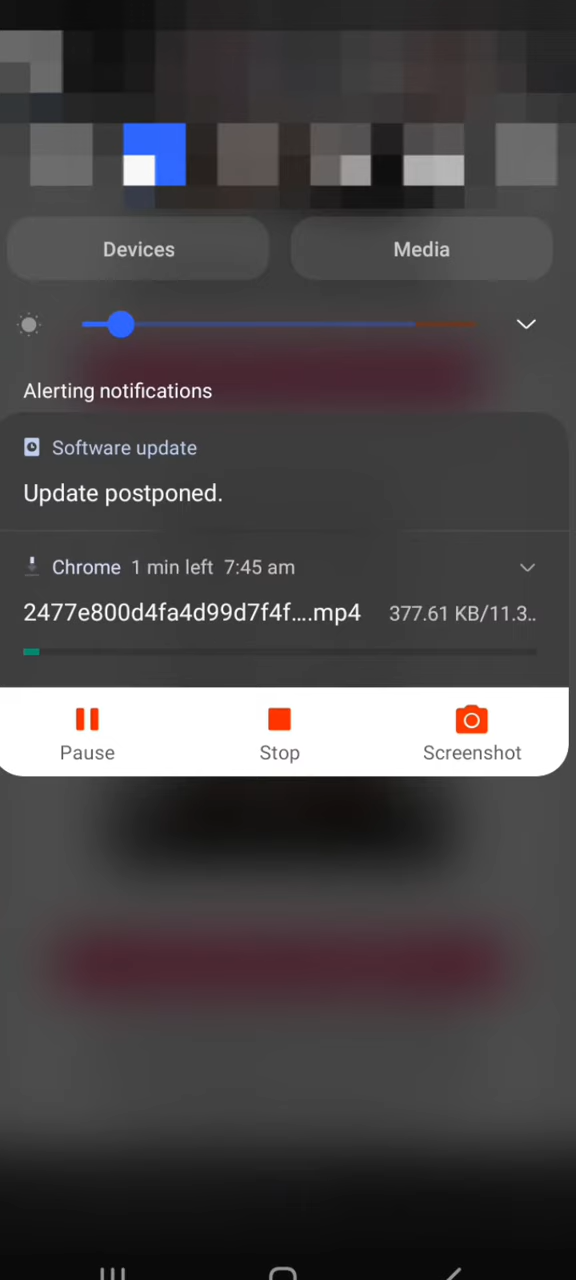 Devices
Media
Alerting notifications
Software update
Update postponed.
Chrome 1 min left 7:45 am
2477e800d4fa4d99d7f4f....mp4 377.61 KB/11.3..
Pause
Stop
Screenshot